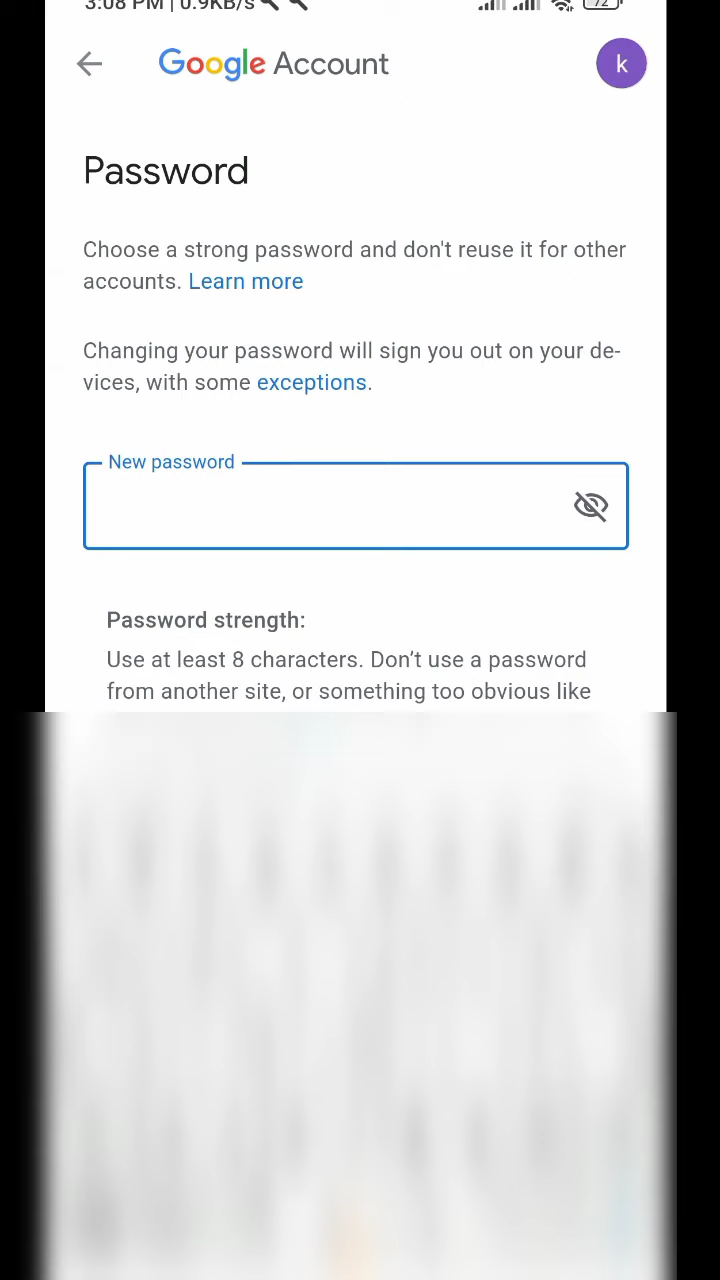 3:08 PM | 0.9KB/s
72
Google Account
k
Password
Choose a strong password and don't reuse it for other
accounts. Learn more
Changing your password will sign you out on your de-
vices, with some exceptions.
New password
Password strength:
Use at least 8 characters. Don’t use a password
from another site, or something too obvious like